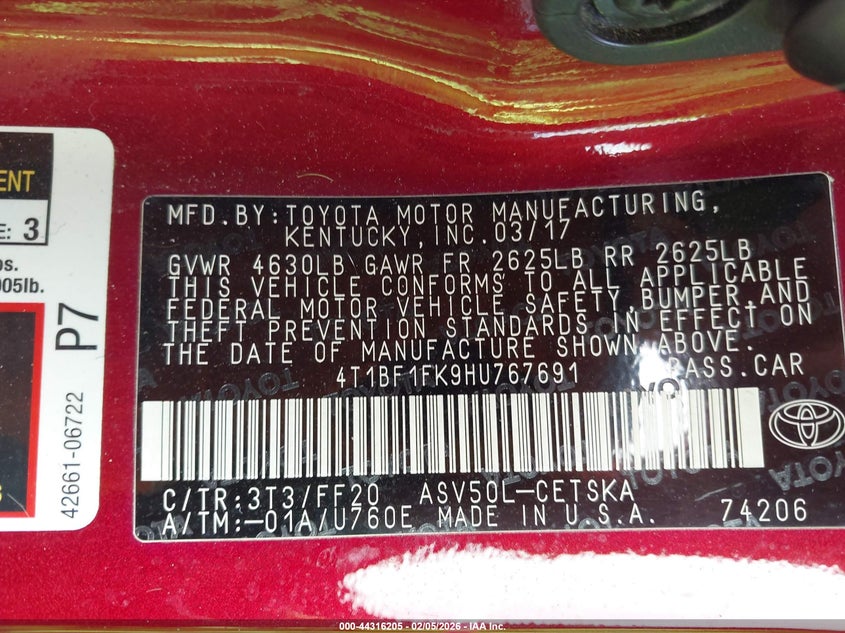 ENT
E: 3
os.
005lb.
P7
42661-06722
MFD.BY:TOYOTA MOTOR MANUFACTURING,
KENTUCKY,INC.03/17
GVWR 4630LB GAWR FR 2625LB RR 2625LB
THIS VEHICLE CONFORMS TO ALL APPLICABLE
FEDERAL MOTOR VEHICLE SAFETY,BUMPER,AND
THEFT PREVENTION STANDARDS IN EFFECT ON
THE DATE OF MANUFACTURE SHOWN ABOVE.
4T1BF1FK9HU767691 PASS.CAR
TOYOTA
C/TR:3T3/FF20 ASV50L-CETSKA
A/TM:-01A/U760E MADE IN U.S.A. 74206
000-44316205 - 02/05/2026 - IAA Inc.